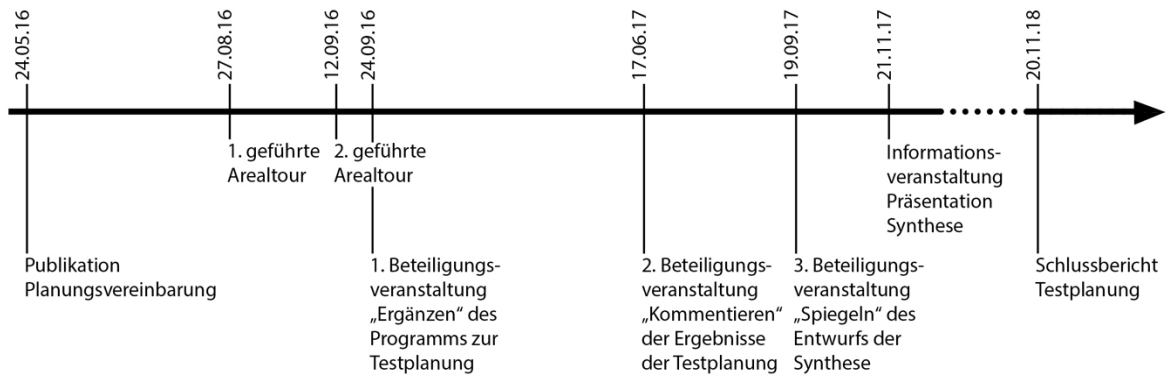 24.05.16
27.08.16
12.09.16
24.09.16
17.06.17
19.09.17
21.11.17
20.11.18
1. geführte
Arealtour
2. geführte
Arealtour
Informations-
veranstaltung
Präsentation
Synthese
Publikation
Planungsvereinbarung
1. Beteiligungs-
veranstaltung
„Ergänzen“ des
Programms zur
Testplanung
2. Beteiligungs-
veranstaltung
„Kommentieren“
der Ergebnisse
der Testplanung
3. Beteiligungs-
veranstaltung
„Spiegeln“ des
Entwurfs der
Synthese
Schlussbericht
Testplanung